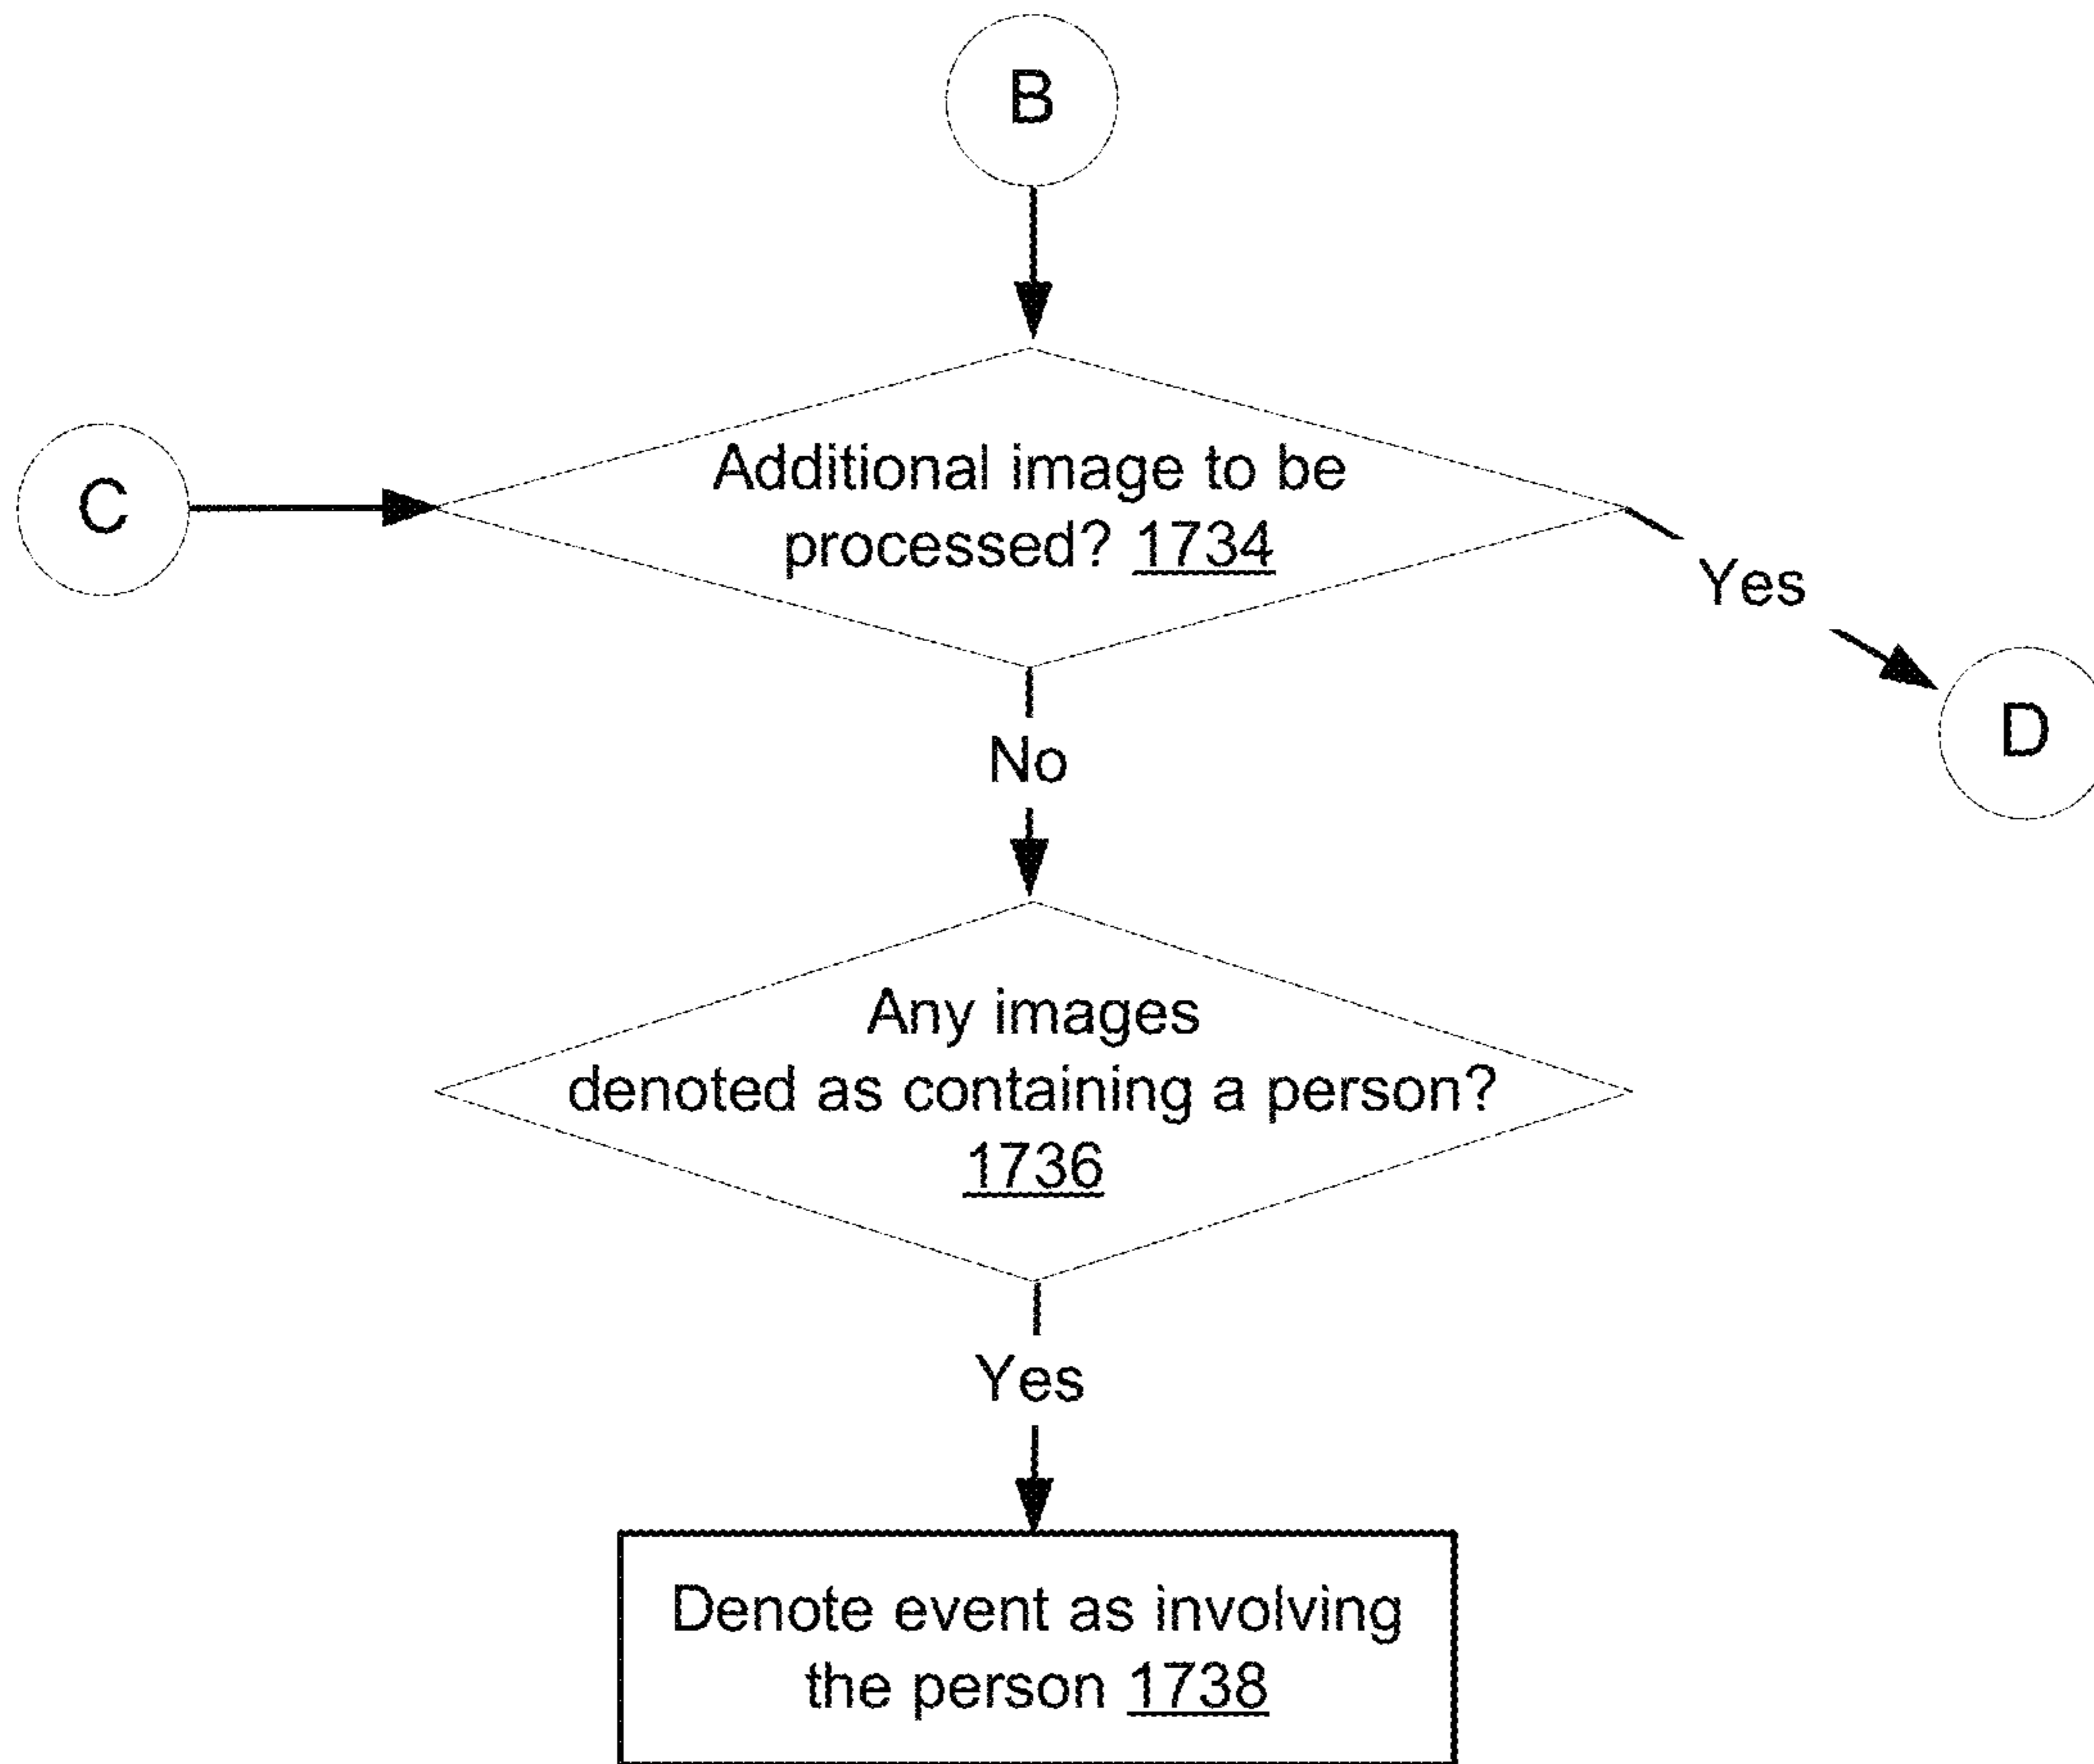 B
C
Additional image to be
processed? 1734
Yes
D
No
Any images
denoted as containing a person?
1736
Yes
Denote event as involving
the person 1738